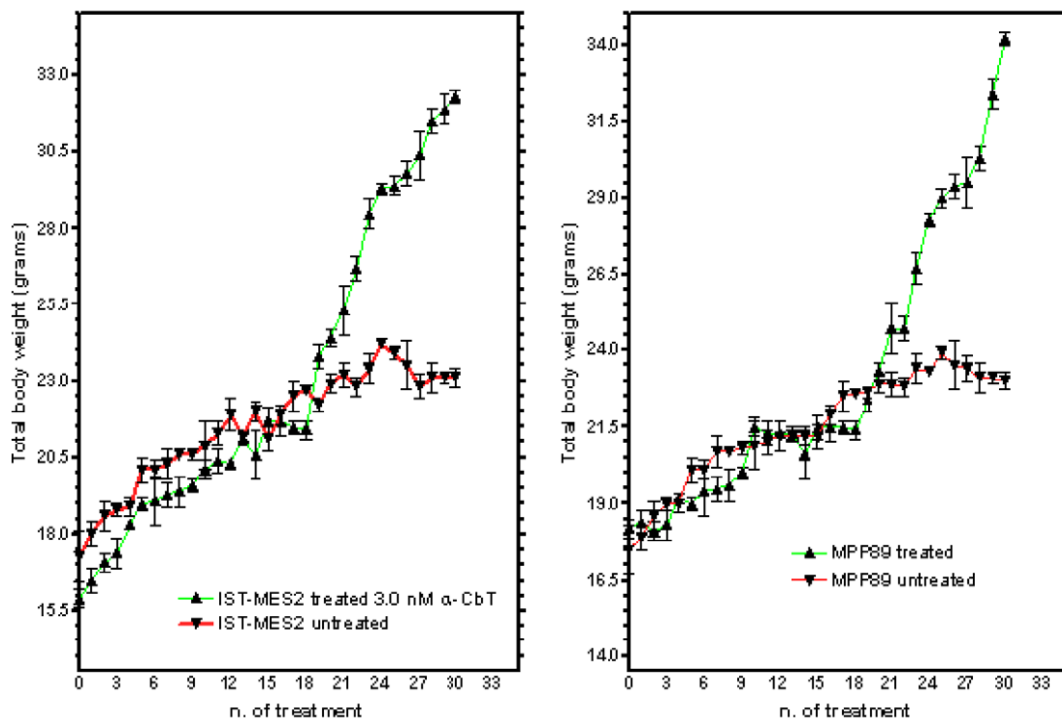 Total body weight (grams)
33.0
30.5
28.0
25.5
23.0
20.5
18.0
15.5
IST-MES2 treated 3.0 nM α-CbT
IST-MES2 untreated
0 3 6 9 12 15 18 21 24 27 30 33
n. of treatment
Total body weight (grams)
34.0
31.5
29.0
26.5
24.0
21.5
19.0
16.5
14.0
MPP89 treated
MPP89 untreated
0 3 6 9 12 15 18 21 24 27 30 33
n. of treatment